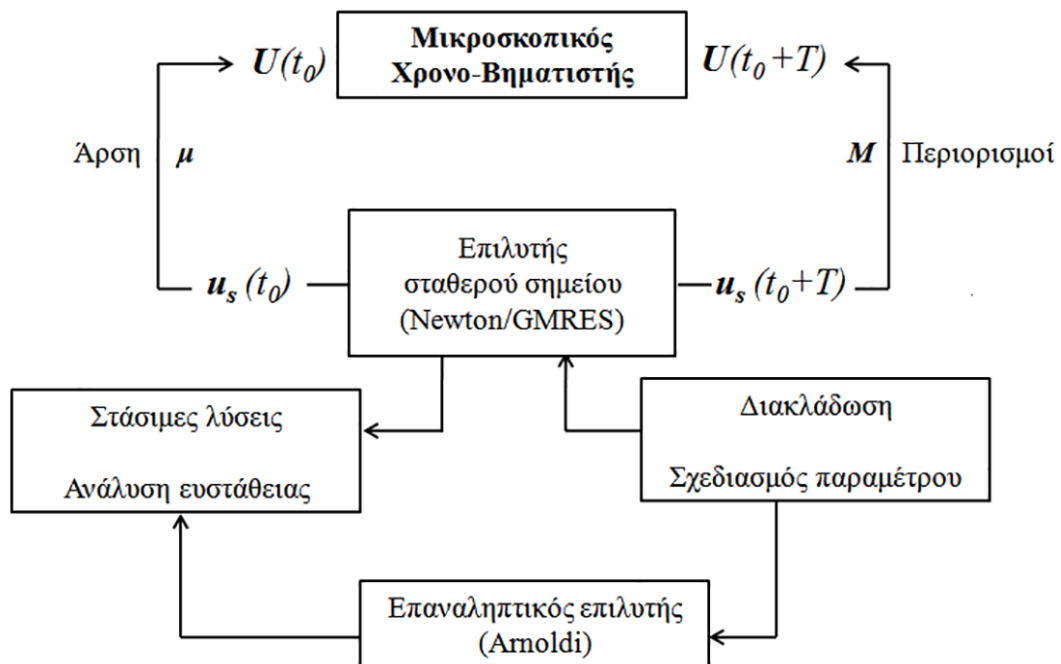 Μικροσκοπικός
Χρονο-Βηματιστής
U(t₀)
U(t₀+T)
Άρση
μ
M
Περιορισμοί
Επιλυτής
σταθερού σημείου
(Newton/GMRES)
uₛ (t₀)
uₛ (t₀+T)
Στάσιμες λύσεις
Ανάλυση ευστάθειας
Διακλάδωση
Σχεδιασμός παραμέτρου
Επαναληπτικός επιλυτής
(Arnoldi)